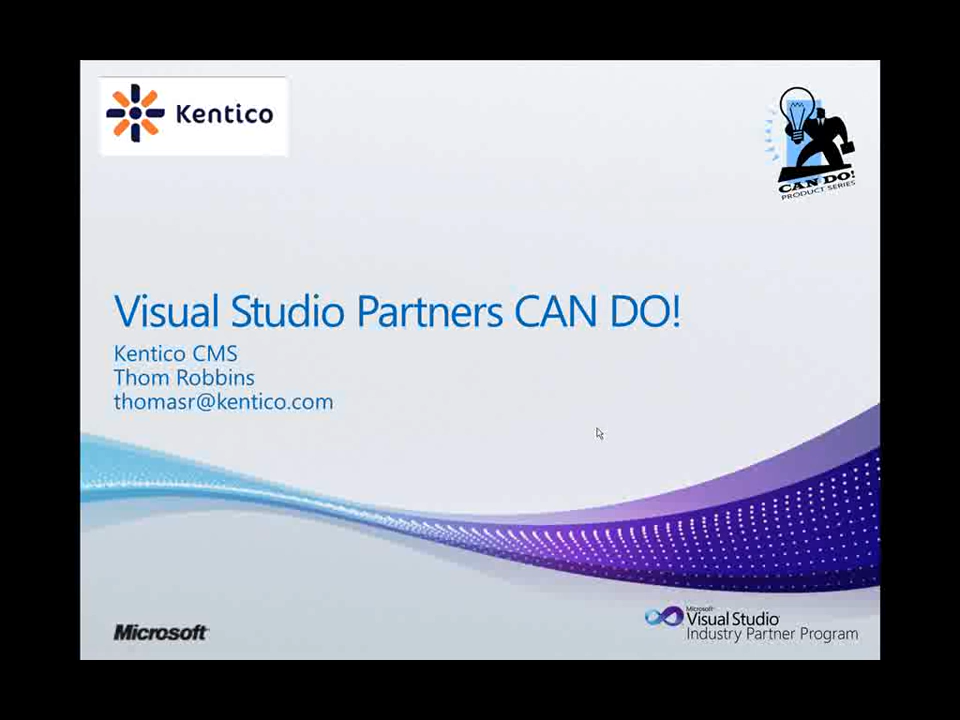 Kentico
CAN DO!
PRODUCT SERIES
Visual Studio Partners CAN DO!
Kentico CMS
Thom Robbins
thomasr@kentico.com
Microsoft
Microsoft
Visual Studio
Industry Partner Program